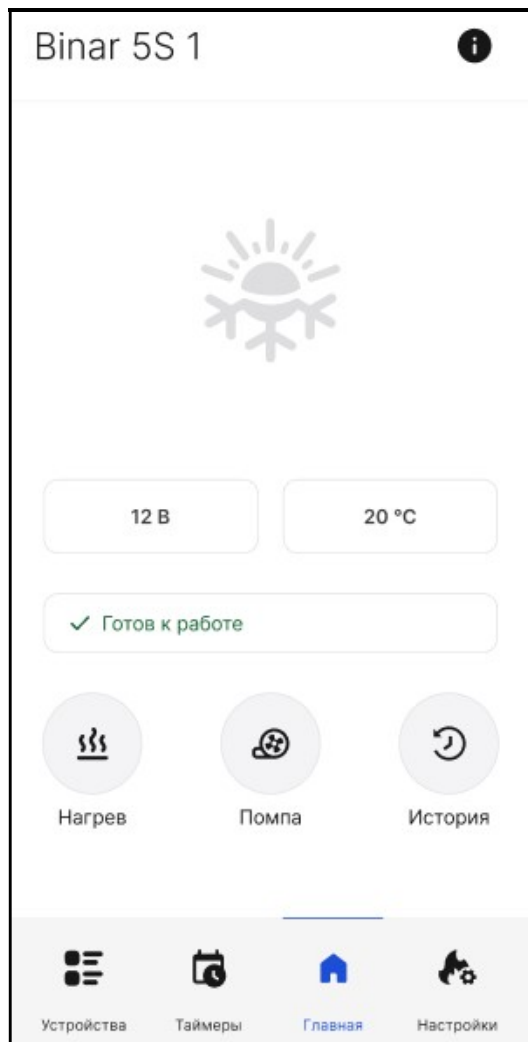 Binar 5S 1
12 В
20 °C
Готов к работе
Нагрев
Помпа
История
Устройства
Таймеры
Главная
Настройки